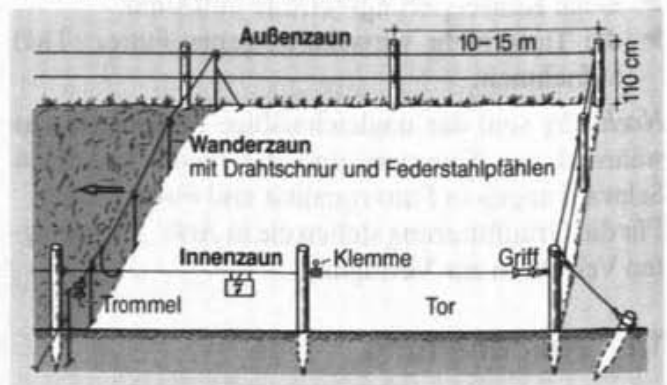 Außenzaun
10–15 m
110 cm
Wanderzaun
mit Drahtschnur und Federstahlpfählen
Innenzaun
Klemme
Griff
Trommel
Tor